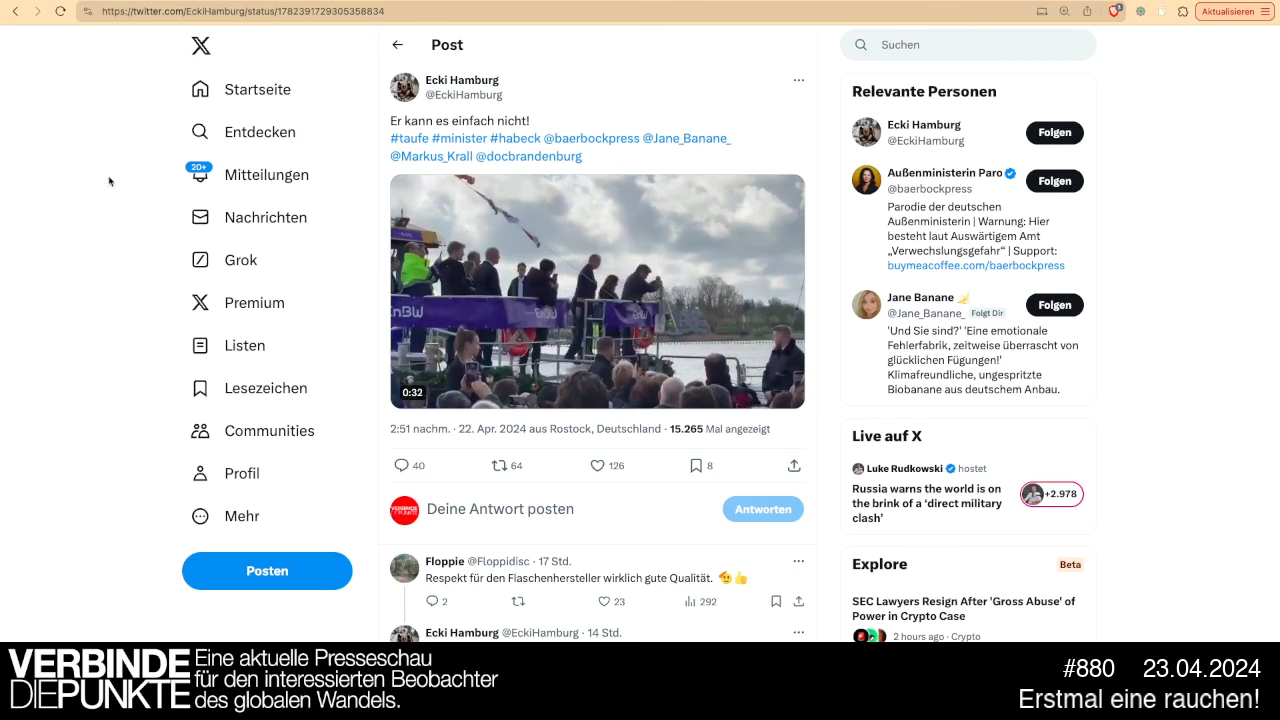 https://twitter.com/EckiHamburg/status/1782391729305358834
Aktualisieren
Startseite
Entdecken
20+
Mitteilungen
Nachrichten
Grok
Premium
Listen
Lesezeichen
Communities
Profil
Mehr
Posten
Post
Ecki Hamburg
@EckiHamburg
Er kann es einfach nicht!
#taufe #minister #habeck @baerbockpress @Jane_Banane_
@Markus_Krall @docbrandenburg
EnBW
EnBW
EnBW
0:32
2:51 nachm. · 22. Apr. 2024 aus Rostock, Deutschland · 15.265 Mal angezeigt
40
64
126
8
VERBINDE
DIEPUNKTE
Deine Antwort posten
Antworten
Floppie @Floppidisc · 17 Std.
Respekt für den Flaschenhersteller wirklich gute Qualität. 🫡👍
2
23
292
Ecki Hamburg @EckiHamburg · 14 Std.
Suchen
Relevante Personen
Ecki Hamburg
@EckiHamburg
Folgen
Außenministerin Paro
@baerbockpress
Folgen
Parodie der deutschen
Außenministerin | Warnung: Hier
besteht laut Auswärtigem Amt
„Verwechslungsgefahr“ | Support:
buymeacoffee.com/baerbockpress
Jane Banane 🍌
@Jane_Banane_ Folgt Dir
Folgen
'Und Sie sind?' 'Eine emotionale
Fehlerfabrik, zeitweise überrascht von
glücklichen Fügungen!'
Klimafreundliche, ungespritzte
Biobanane aus deutschem Anbau.
Live auf X
Luke Rudkowski hostet
Russia warns the world is on
the brink of a ‘direct military
clash’
+2.978
Explore
Beta
SEC Lawyers Resign After 'Gross Abuse' of
Power in Crypto Case
2 hours ago · Crypto
VERBINDE
DIEPUNKTE
Eine aktuelle Presseschau
für den interessierten Beobachter
des globalen Wandels.
#880 23.04.2024
Erstmal eine rauchen!